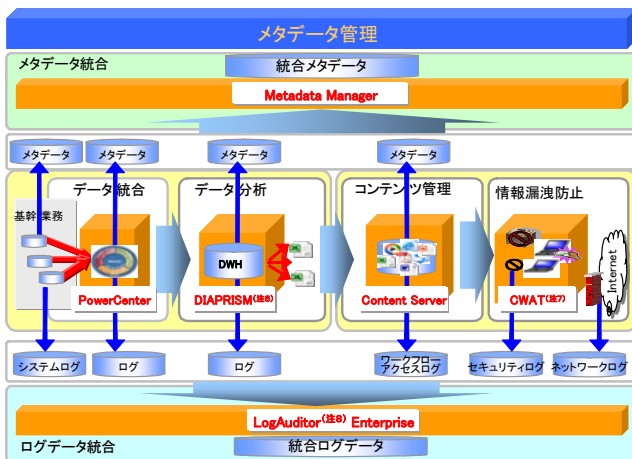 メタデータ管理
メタデータ統合
統合メタデータ
Metadata Manager
メタデータ
メタデータ
メタデータ
メタデータ
データ統合
データ分析
コンテンツ管理
情報漏洩防止
基幹業務
DWH
Internet
PowerCenter
DIAPRISM(注6)
Content Server
CWAT(注7)
システムログ
ログ
ログ
ワークフロー
アクセスログ
セキュリティログ
ネットワークログ
LogAuditor(注8) Enterprise
ログデータ統合
統合ログデータ